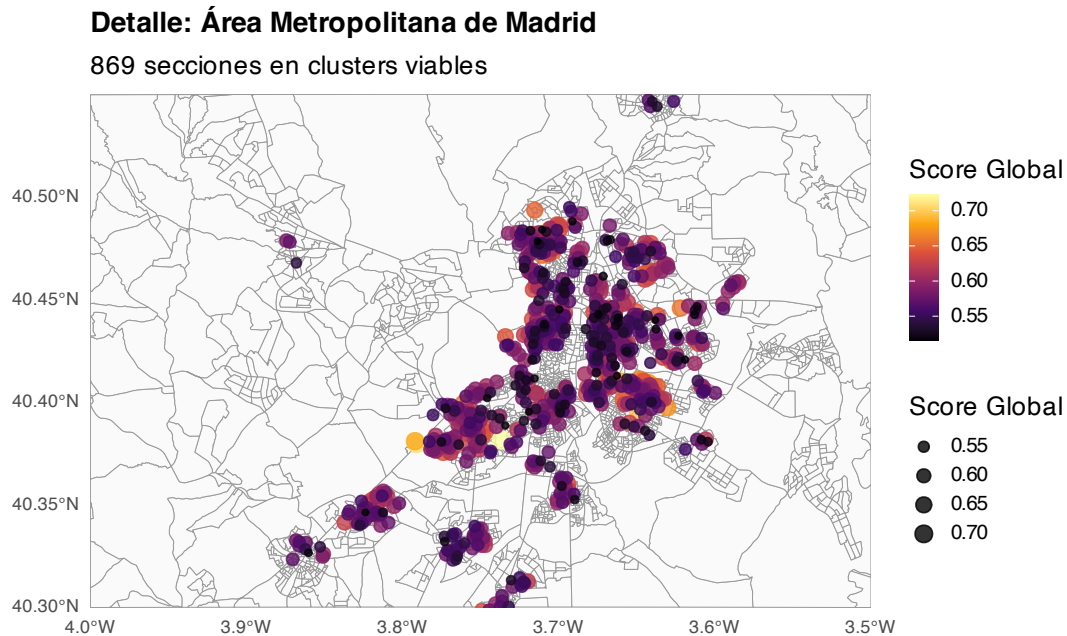 Detalle: Área Metropolitana de Madrid
869 secciones en clusters viables
40.50°N
40.45°N
40.40°N
40.35°N
40.30°N
4.0°W
3.9°W
3.8°W
3.7°W
3.6°W
3.5°W
Score Global
0.70
0.65
0.60
0.55
Score Global
0.55
0.60
0.65
0.70